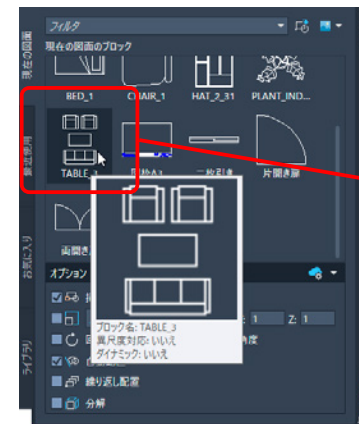 フィルタ
現在の図面
現在の図面のブロック
BED_1
CHAIR_1
HAT_2_31
PLANT_IND...
最近使用
TABLE_3
片開き扉
お気に入り
両開き
オプション
ブロック名: TABLE_3
1 Z: 1
異尺度対応: いいえ
角度
ダイナミック: いいえ
ライブラリ
繰り返し配置
分解